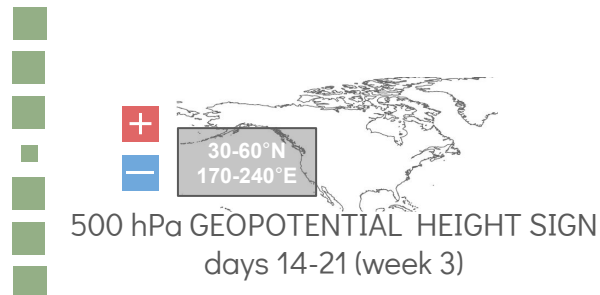 +
30-60°N
—
170-240°E
500 hPa GEOPOTENTIAL HEIGHT SIGN
days 14-21 (week 3)